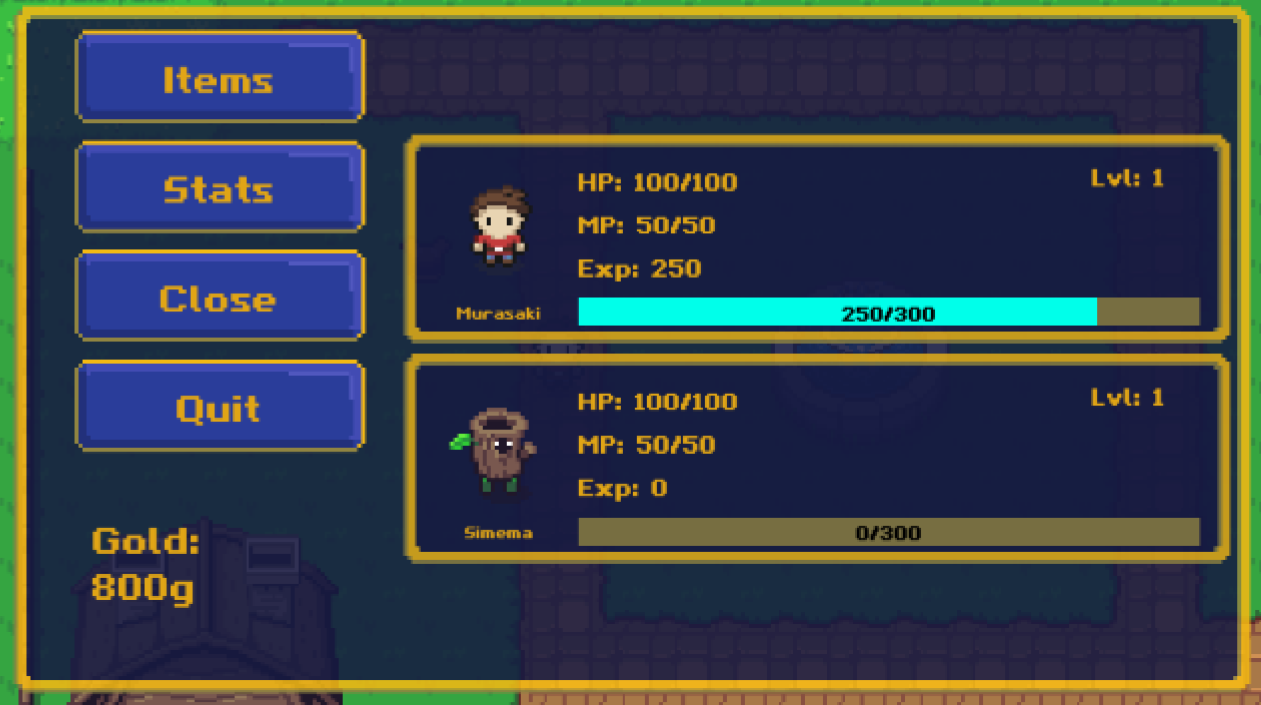 Items
Stats
Close
Quit
Gold:
800g
HP: 100/100
Lvl: 1
MP: 50/50
Exp: 250
Murasaki
250/300
HP: 100/100
Lvl: 1
MP: 50/50
Exp: 0
Simema
0/300